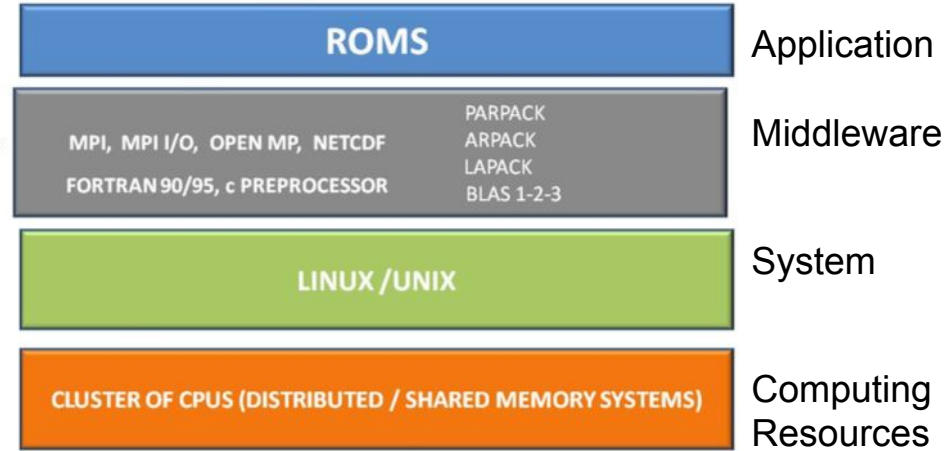 ROMS
Application
MPI, MPI I/O, OPEN MP, NETCDF
FORTRAN 90/95, c PREPROCESSOR
PARPACK
ARPACK
LAPACK
BLAS 1-2-3
Middleware
LINUX /UNIX
System
CLUSTER OF CPUS (DISTRIBUTED / SHARED MEMORY SYSTEMS)
Computing
Resources